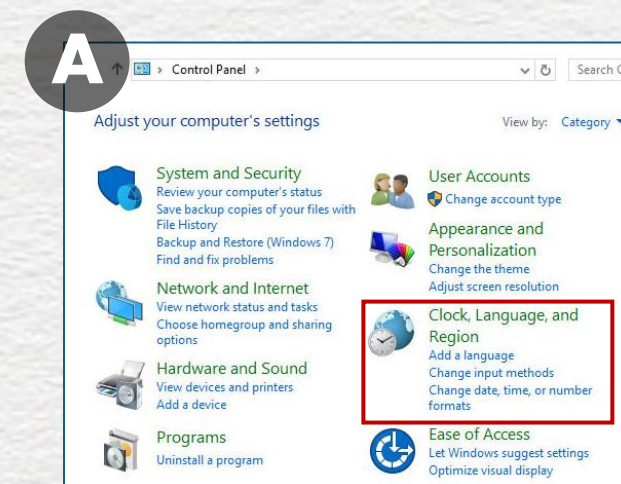 A
Control Panel
Search
Adjust your computer's settings
View by: Category
System and Security
Review your computer's status
Save backup copies of your files with
File History
Backup and Restore (Windows 7)
Find and fix problems
Network and Internet
View network status and tasks
Choose homegroup and sharing
options
Hardware and Sound
View devices and printers
Add a device
Programs
Uninstall a program
User Accounts
Change account type
Appearance and
Personalization
Change the theme
Adjust screen resolution
Clock, Language, and
Region
Add a language
Change input methods
Change date, time, or number
formats
Ease of Access
Let Windows suggest settings
Optimize visual display